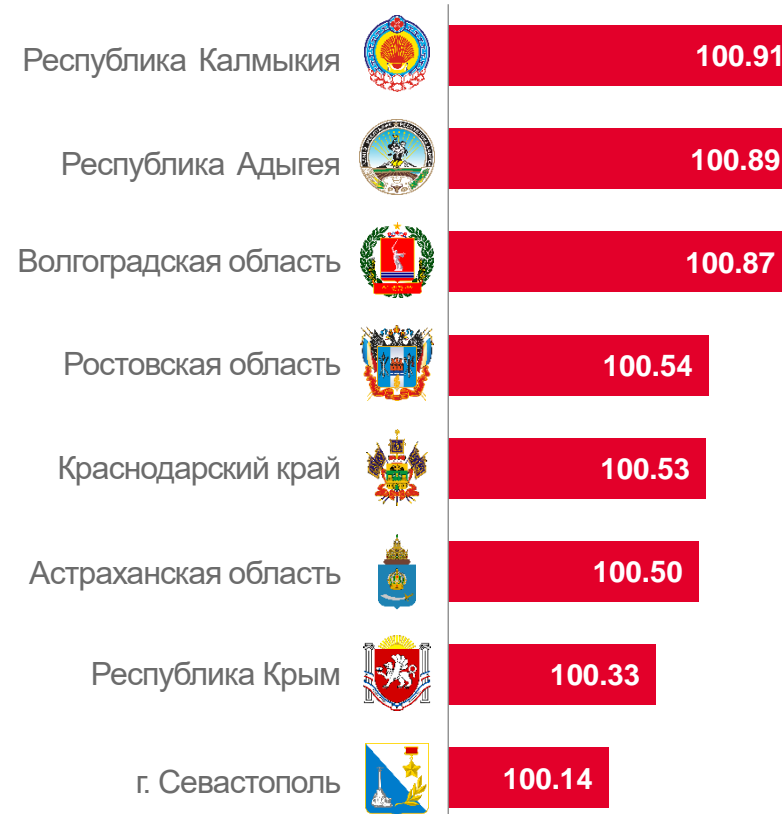 Республика Калмыкия 100.91
Республика Адыгея 100.89
Волгоградская область 100.87
Ростовская область 100.54
Краснодарский край 100.53
Астраханская область 100.50
Республика Крым 100.33
г. Севастополь 100.14